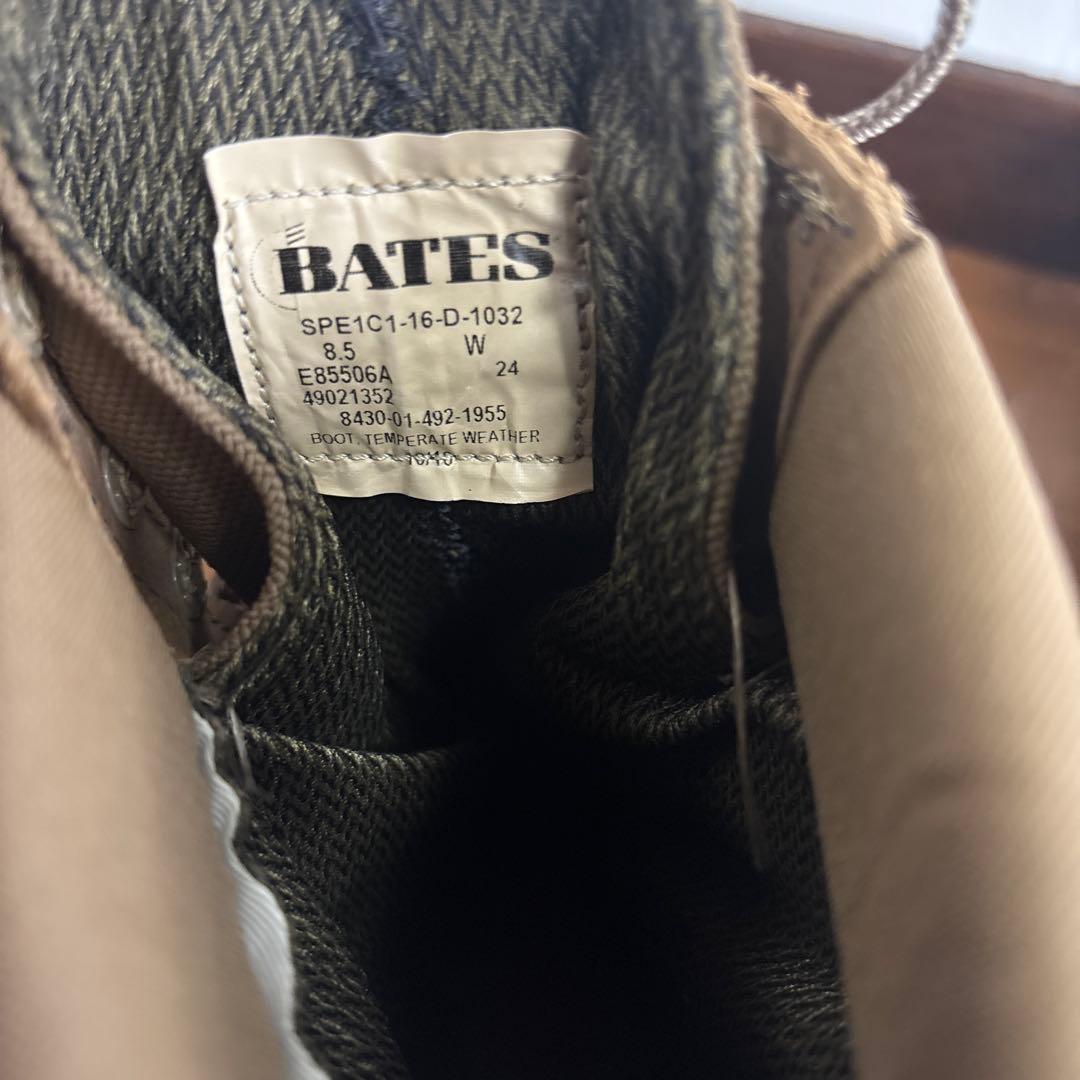 BATES
SPE1C1-16-D-1032
8.5 W
E85506A 24
49021352
8430-01-492-1955
BOOT, TEMPERATE WEATHER